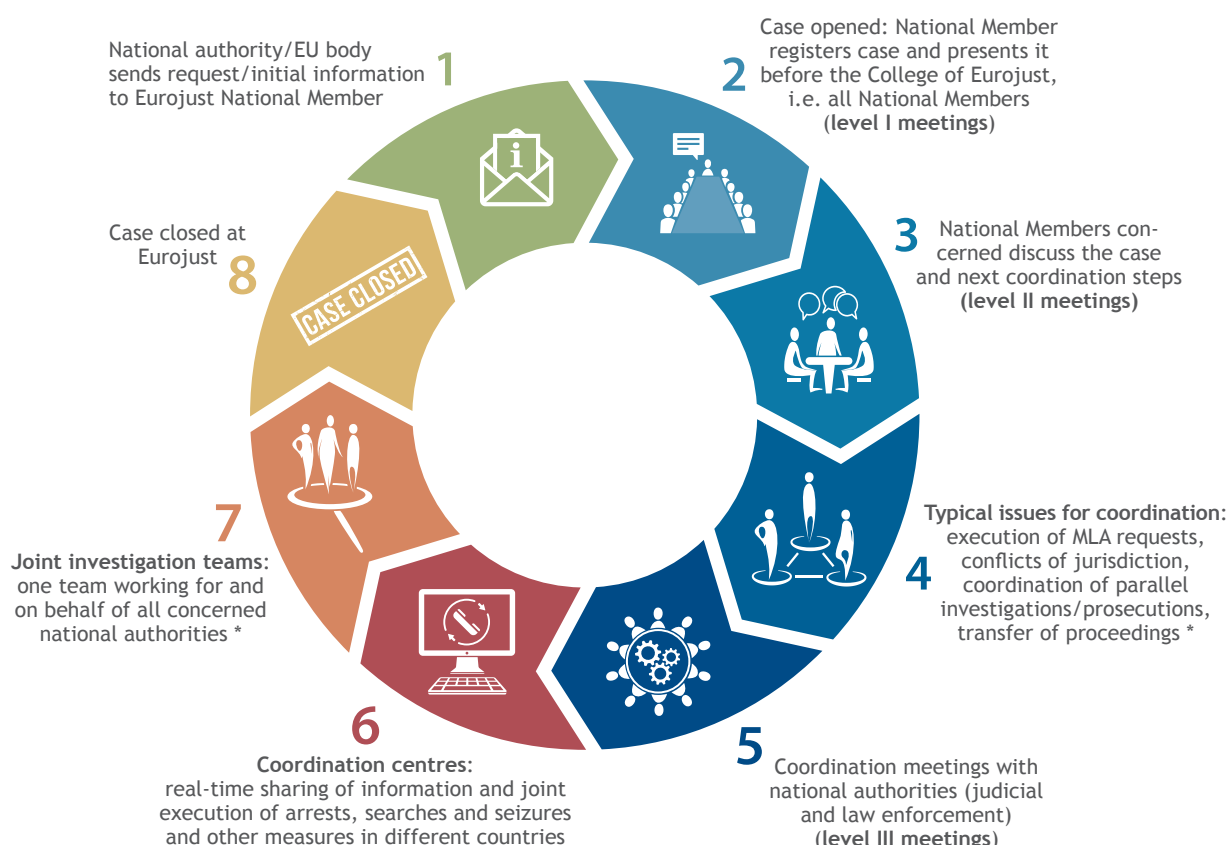 National authority/EU body
sends request/initial information
to Eurojust National Member
1
2
Case opened: National Member
registers case and presents it
before the College of Eurojust,
i.e. all National Members
(level I meetings)
3
National Members con-
cerned discuss the case
and next coordination steps
(level II meetings)
4
Typical issues for coordination:
execution of MLA requests,
conflicts of jurisdiction,
coordination of parallel
investigations/prosecutions,
transfer of proceedings *
5
Coordination meetings with
national authorities (judicial
and law enforcement)
(level III meetings)
6
Coordination centres:
real-time sharing of information and joint
execution of arrests, searches and seizures
and other measures in different countries
7
Joint investigation teams:
one team working for and
on behalf of all concerned
national authorities *
8
Case closed at
Eurojust
CASE CLOSED
i